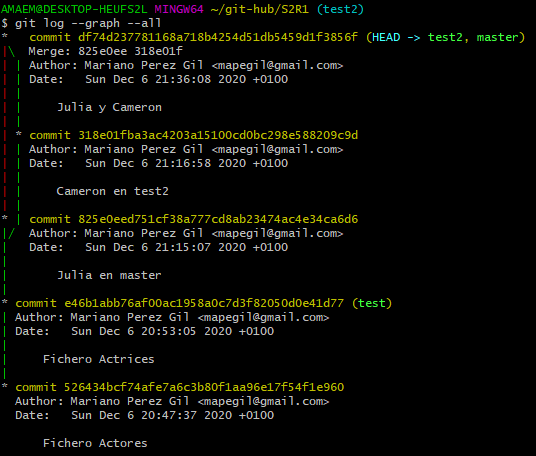 AMAEM@DESKTOP-HEUFS2L MINGW64 ~/git-hub/S2R1 (test2)
$ git log --graph --all
*   commit df74d237781168a718b4254d51db5459d1f3856f (HEAD -> test2, master)
|\  Merge: 825e0ee 318e01f
| | Author: Mariano Perez Gil <mapegil@gmail.com>
| | Date:   Sun Dec 6 21:36:08 2020 +0100
| |
| |     Julia y Cameron
| |
| * commit 318e01fba3ac4203a15100cd0bc298e588209c9d
| | Author: Mariano Perez Gil <mapegil@gmail.com>
| | Date:   Sun Dec 6 21:16:58 2020 +0100
| |
| |     Cameron en test2
| |
* | commit 825e0eed751cf38a777cd8ab23474ac4e34ca6d6
|/  Author: Mariano Perez Gil <mapegil@gmail.com>
|   Date:   Sun Dec 6 21:15:07 2020 +0100
|
|       Julia en master
|
* commit e46b1abb76af00ac1958a0c7d3f82050d0e41d77 (test)
| Author: Mariano Perez Gil <mapegil@gmail.com>
| Date:   Sun Dec 6 20:53:05 2020 +0100
|
|     Fichero Actrices
|
* commit 526434bcf74afe7a6c3b80f1aa96e17f54f1e960
  Author: Mariano Perez Gil <mapegil@gmail.com>
  Date:   Sun Dec 6 20:47:37 2020 +0100

      Fichero Actores